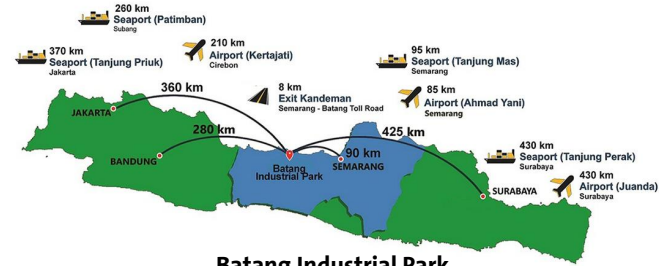 260 km
Seaport (Patimban)
Subang
370 km
Seaport (Tanjung Priuk)
Jakarta
210 km
Airport (Kertajati)
Cirebon
8 km
Exit Kandeman
Semarang - Batang Toll Road
95 km
Seaport (Tanjung Mas)
Semarang
85 km
Airport (Ahmad Yani)
Semarang
360 km
JAKARTA
280 km
BANDUNG
Batang
Industrial Park
90 km
SEMARANG
425 km
430 km
Seaport (Tanjung Perak)
Surabaya
SURABAYA
430 km
Airport (Juanda)
Surabaya
Batang Industrial Park